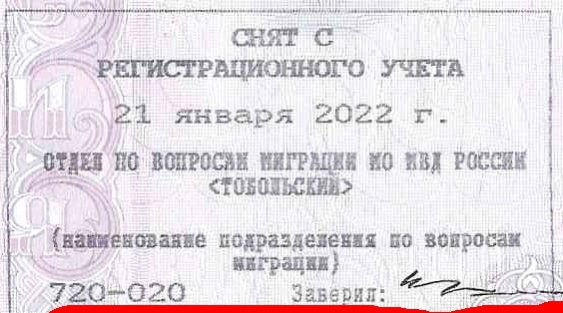 СНЯТ С
РЕГИСТРАЦИОННОГО УЧЕТА
21 января 2022 г.
ОТДЕЛ ПО ВОПРОСАМ МИГРАЦИИ МО МВД РОССИИ
<ТОБОЛЬСКИЙ>
(наименование подразделения по вопросам
миграции)
720-020 Заверил: